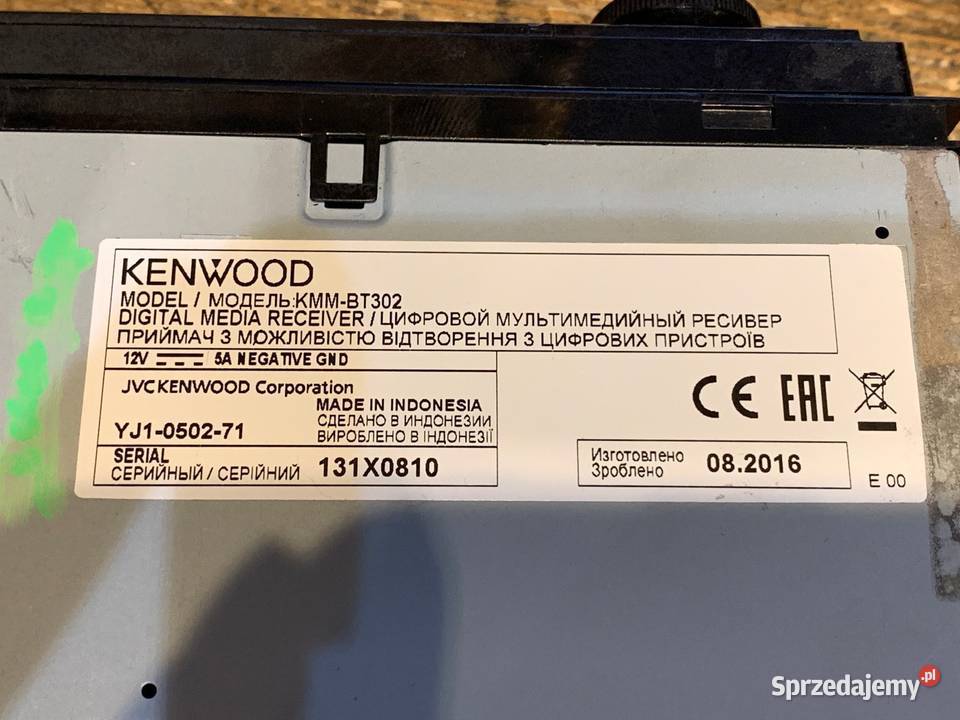 KENWOOD
MODEL / МОДЕЛЬ:KMM-BT302
DIGITAL MEDIA RECEIVER / ЦИФРОВОЙ МУЛЬТИМЕДИЙНЫЙ РЕСИВЕР
ПРИЙМАЧ З МОЖЛИВІСТЮ ВІДТВОРЕННЯ З ЦИФРОВИХ ПРИСТРОЇВ
12V 5A NEGATIVE GND
JVCKENWOOD Corporation
MADE IN INDONESIA
СДЕЛАНО В ИНДОНЕЗИИ
YJ1-0502-71
ВИРОБЛЕНО В ІНДОНЕЗІЇ
SERIAL
СЕРИЙНЫЙ / СЕРІЙНИЙ 131X0810
CE EAC
Изготовлено
Зроблено 08.2016
E 00
Sprzedajemy.pl